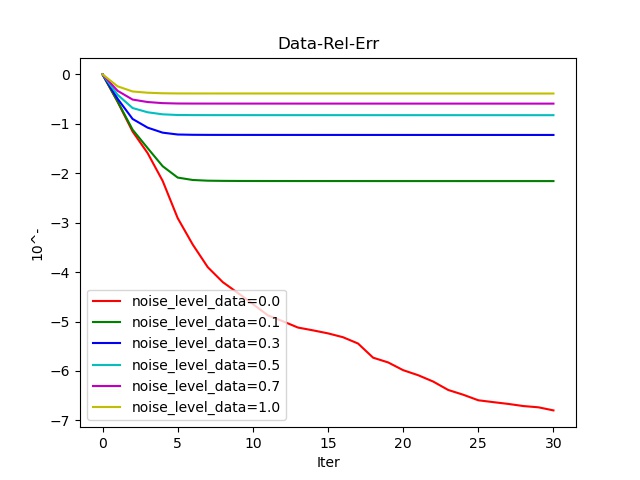 Data-Rel-Err
0
−1
−2
−3
−4
−5
−6
−7
10^-
noise_level_data=0.0
noise_level_data=0.1
noise_level_data=0.3
noise_level_data=0.5
noise_level_data=0.7
noise_level_data=1.0
0 5 10 15 20 25 30
Iter